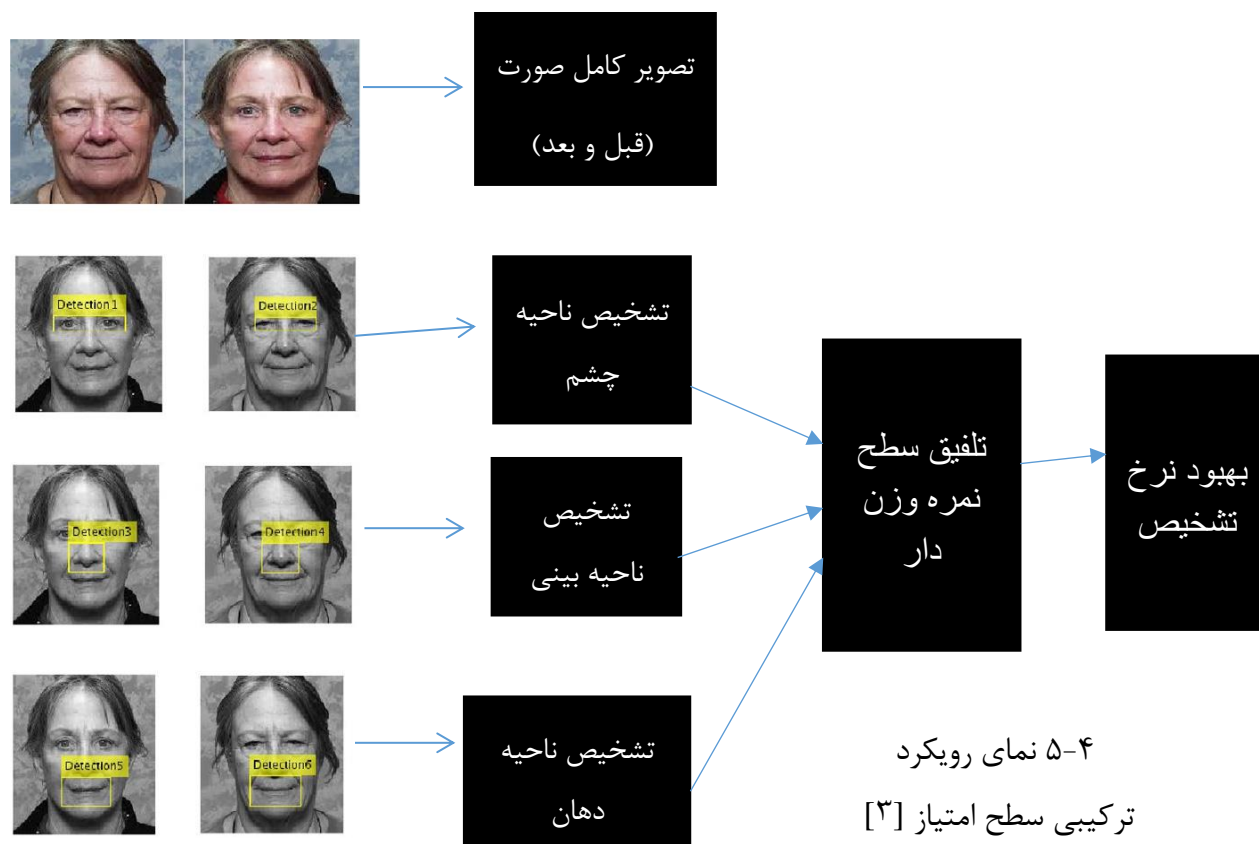 تصویر کامل صورت
(قبل و بعد)
Detection1
Detection2
تشخیص ناحیه
چشم
Detection3
Detection4
تشخیص
ناحیه بینی
Detection5
Detection6
تشخیص ناحیه
دهان
تلفیق سطح
نمره وزن
دار
بهبود نرخ
تشخیص
۵-۴ نمای رویکرد
ترکیبی سطح امتیاز [۳]